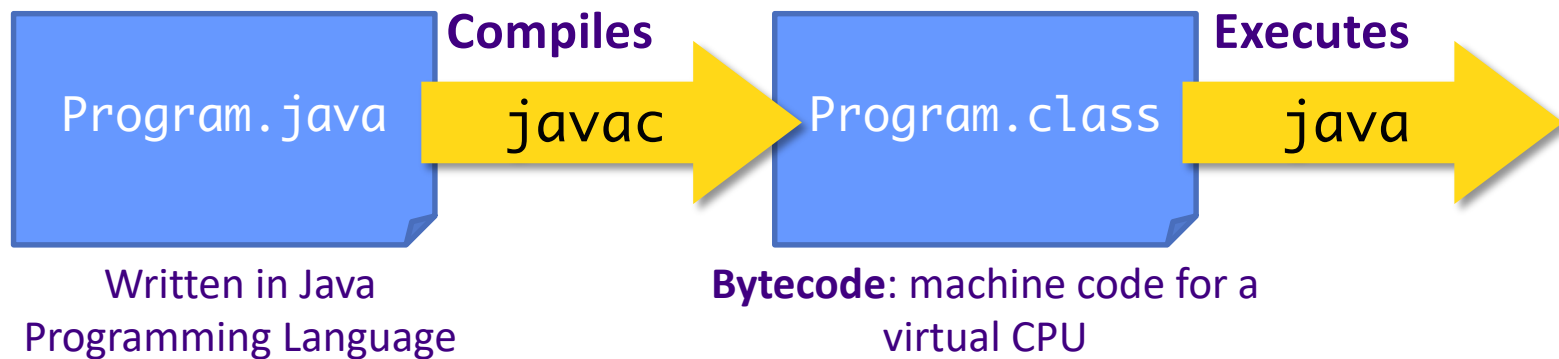 Compiles
Executes
Program.java
javac
Program.class
java
Written in Java
Programming Language
Bytecode: machine code for a
virtual CPU